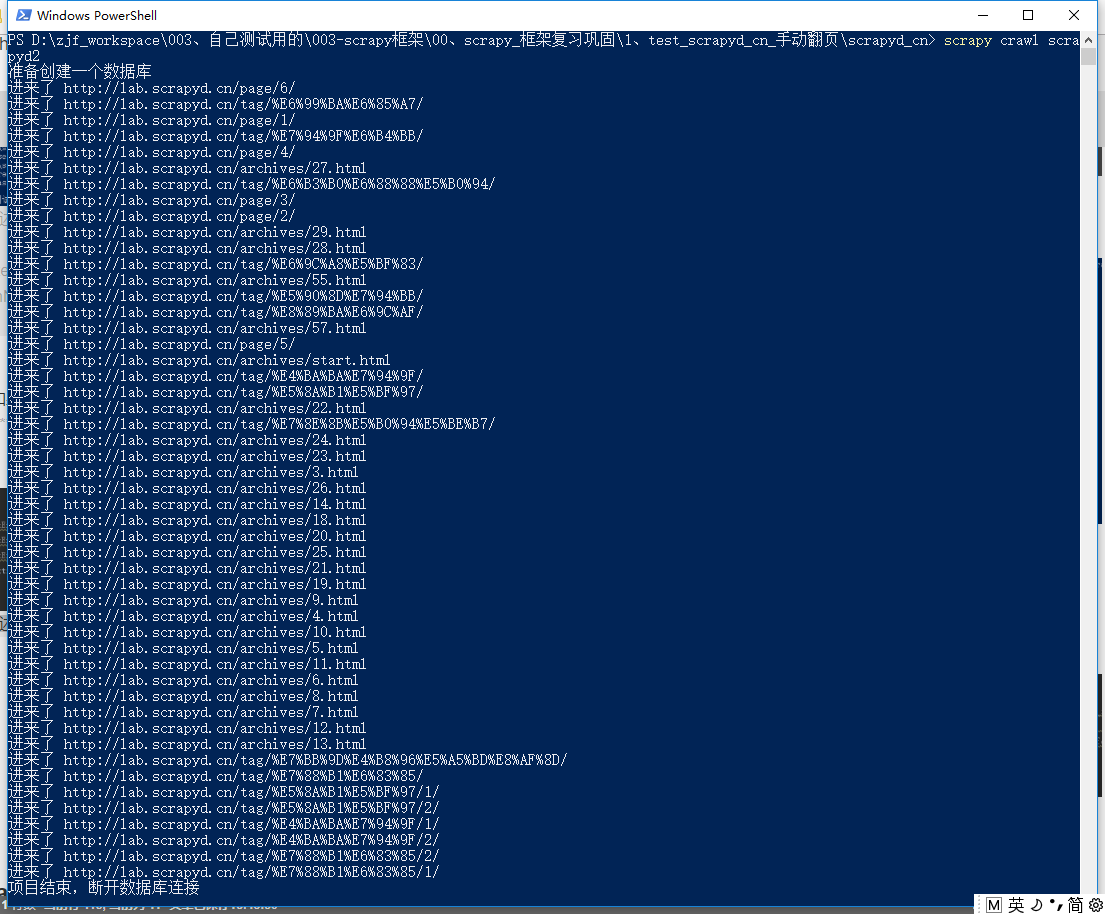 Windows PowerShell
PS D:\zjf_workspace\003、自己测试用的\003-scrapy框架\00、scrapy_框架复习巩固\1、test_scrapyd_cn_手动翻页\scrapyd_cn> scrapy crawl scra
pyd2
准备创建一个数据库
进来了 http://lab.scrapyd.cn/page/6/
进来了 http://lab.scrapyd.cn/tag/%E6%99%BA%E6%85%A7/
进来了 http://lab.scrapyd.cn/page/1/
进来了 http://lab.scrapyd.cn/tag/%E7%94%9F%E6%B4%BB/
进来了 http://lab.scrapyd.cn/page/4/
进来了 http://lab.scrapyd.cn/archives/27.html
进来了 http://lab.scrapyd.cn/tag/%E6%B3%B0%E6%88%88%E5%B0%94/
进来了 http://lab.scrapyd.cn/page/3/
进来了 http://lab.scrapyd.cn/page/2/
进来了 http://lab.scrapyd.cn/archives/29.html
进来了 http://lab.scrapyd.cn/archives/28.html
进来了 http://lab.scrapyd.cn/tag/%E6%9C%A8%E5%BF%83/
进来了 http://lab.scrapyd.cn/archives/55.html
进来了 http://lab.scrapyd.cn/tag/%E5%90%8D%E7%94%BB/
进来了 http://lab.scrapyd.cn/tag/%E8%89%BA%E6%9C%AF/
进来了 http://lab.scrapyd.cn/archives/57.html
进来了 http://lab.scrapyd.cn/page/5/
进来了 http://lab.scrapyd.cn/archives/start.html
进来了 http://lab.scrapyd.cn/tag/%E4%BA%BA%E7%94%9F/
进来了 http://lab.scrapyd.cn/tag/%E5%8A%B1%E5%BF%97/
进来了 http://lab.scrapyd.cn/archives/22.html
进来了 http://lab.scrapyd.cn/tag/%E7%8E%8B%E5%B0%94%E5%BE%B7/
进来了 http://lab.scrapyd.cn/archives/24.html
进来了 http://lab.scrapyd.cn/archives/23.html
进来了 http://lab.scrapyd.cn/archives/3.html
进来了 http://lab.scrapyd.cn/archives/26.html
进来了 http://lab.scrapyd.cn/archives/14.html
进来了 http://lab.scrapyd.cn/archives/18.html
进来了 http://lab.scrapyd.cn/archives/20.html
进来了 http://lab.scrapyd.cn/archives/25.html
进来了 http://lab.scrapyd.cn/archives/21.html
进来了 http://lab.scrapyd.cn/archives/19.html
进来了 http://lab.scrapyd.cn/archives/9.html
进来了 http://lab.scrapyd.cn/archives/4.html
进来了 http://lab.scrapyd.cn/archives/10.html
进来了 http://lab.scrapyd.cn/archives/5.html
进来了 http://lab.scrapyd.cn/archives/11.html
进来了 http://lab.scrapyd.cn/archives/6.html
进来了 http://lab.scrapyd.cn/archives/8.html
进来了 http://lab.scrapyd.cn/archives/7.html
进来了 http://lab.scrapyd.cn/archives/12.html
进来了 http://lab.scrapyd.cn/archives/13.html
进来了 http://lab.scrapyd.cn/tag/%E7%BB%9D%E4%B8%96%E5%A5%BD%E8%AF%8D/
进来了 http://lab.scrapyd.cn/tag/%E7%88%B1%E6%83%85/
进来了 http://lab.scrapyd.cn/tag/%E5%8A%B1%E5%BF%97/1/
进来了 http://lab.scrapyd.cn/tag/%E5%8A%B1%E5%BF%97/2/
进来了 http://lab.scrapyd.cn/tag/%E4%BA%BA%E7%94%9F/1/
进来了 http://lab.scrapyd.cn/tag/%E4%BA%BA%E7%94%9F/2/
进来了 http://lab.scrapyd.cn/tag/%E7%88%B1%E6%83%85/2/
进来了 http://lab.scrapyd.cn/tag/%E7%88%B1%E6%83%85/1/
项目结束，断开数据库连接
M 英 简